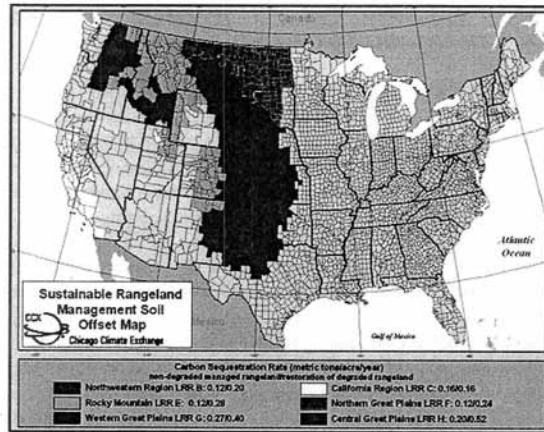 Canada
Atlantic
Ocean
Mexico
Gulf of Mexico
Sustainable Rangeland
Management Soil
Offset Map
CCX
Chicago Climate Exchange
Carbon Sequestration Rate (metric tons/acre/year)
non-degraded managed rangeland/restoration of degraded rangeland
Northwestern Region LRR B: 0.12/0.20
California Region LRR C: 0.16/0.16
Rocky Mountain LRR E: 0.12/0.28
Northern Great Plains LRR F: 0.12/0.24
Western Great Plains LRR G: 0.27/0.40
Central Great Plains LRR H: 0.20/0.52